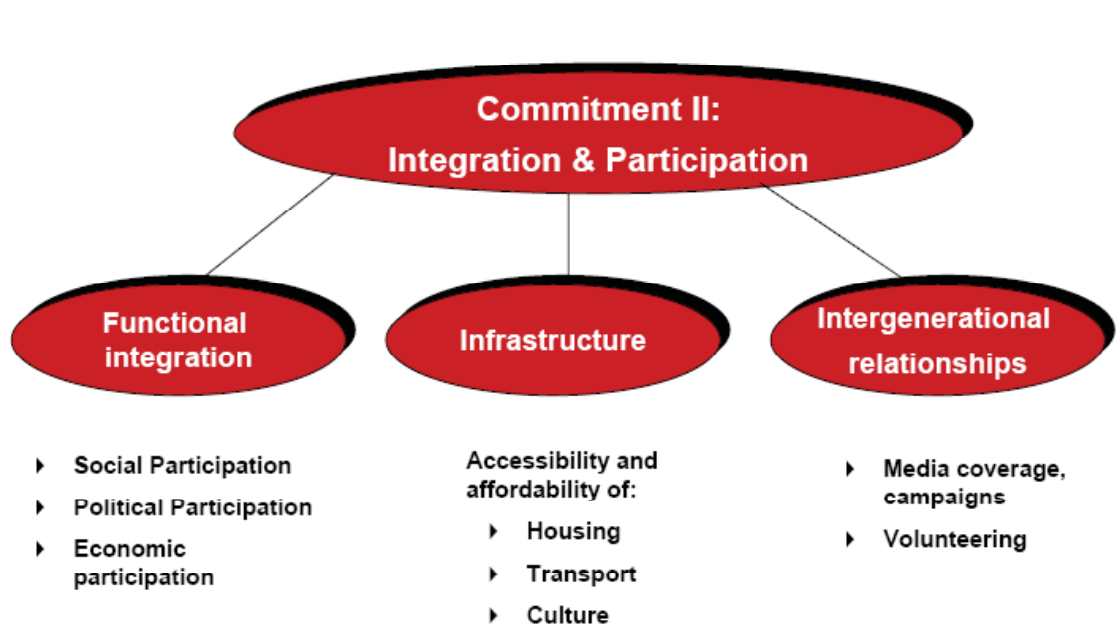 Commitment II:
Integration & Participation
Functional
integration
Infrastructure
Intergenerational
relationships
Social Participation
Political Participation
Economic
participation
Accessibility and
affordability of:
Housing
Transport
Culture
Media coverage,
campaigns
Volunteering